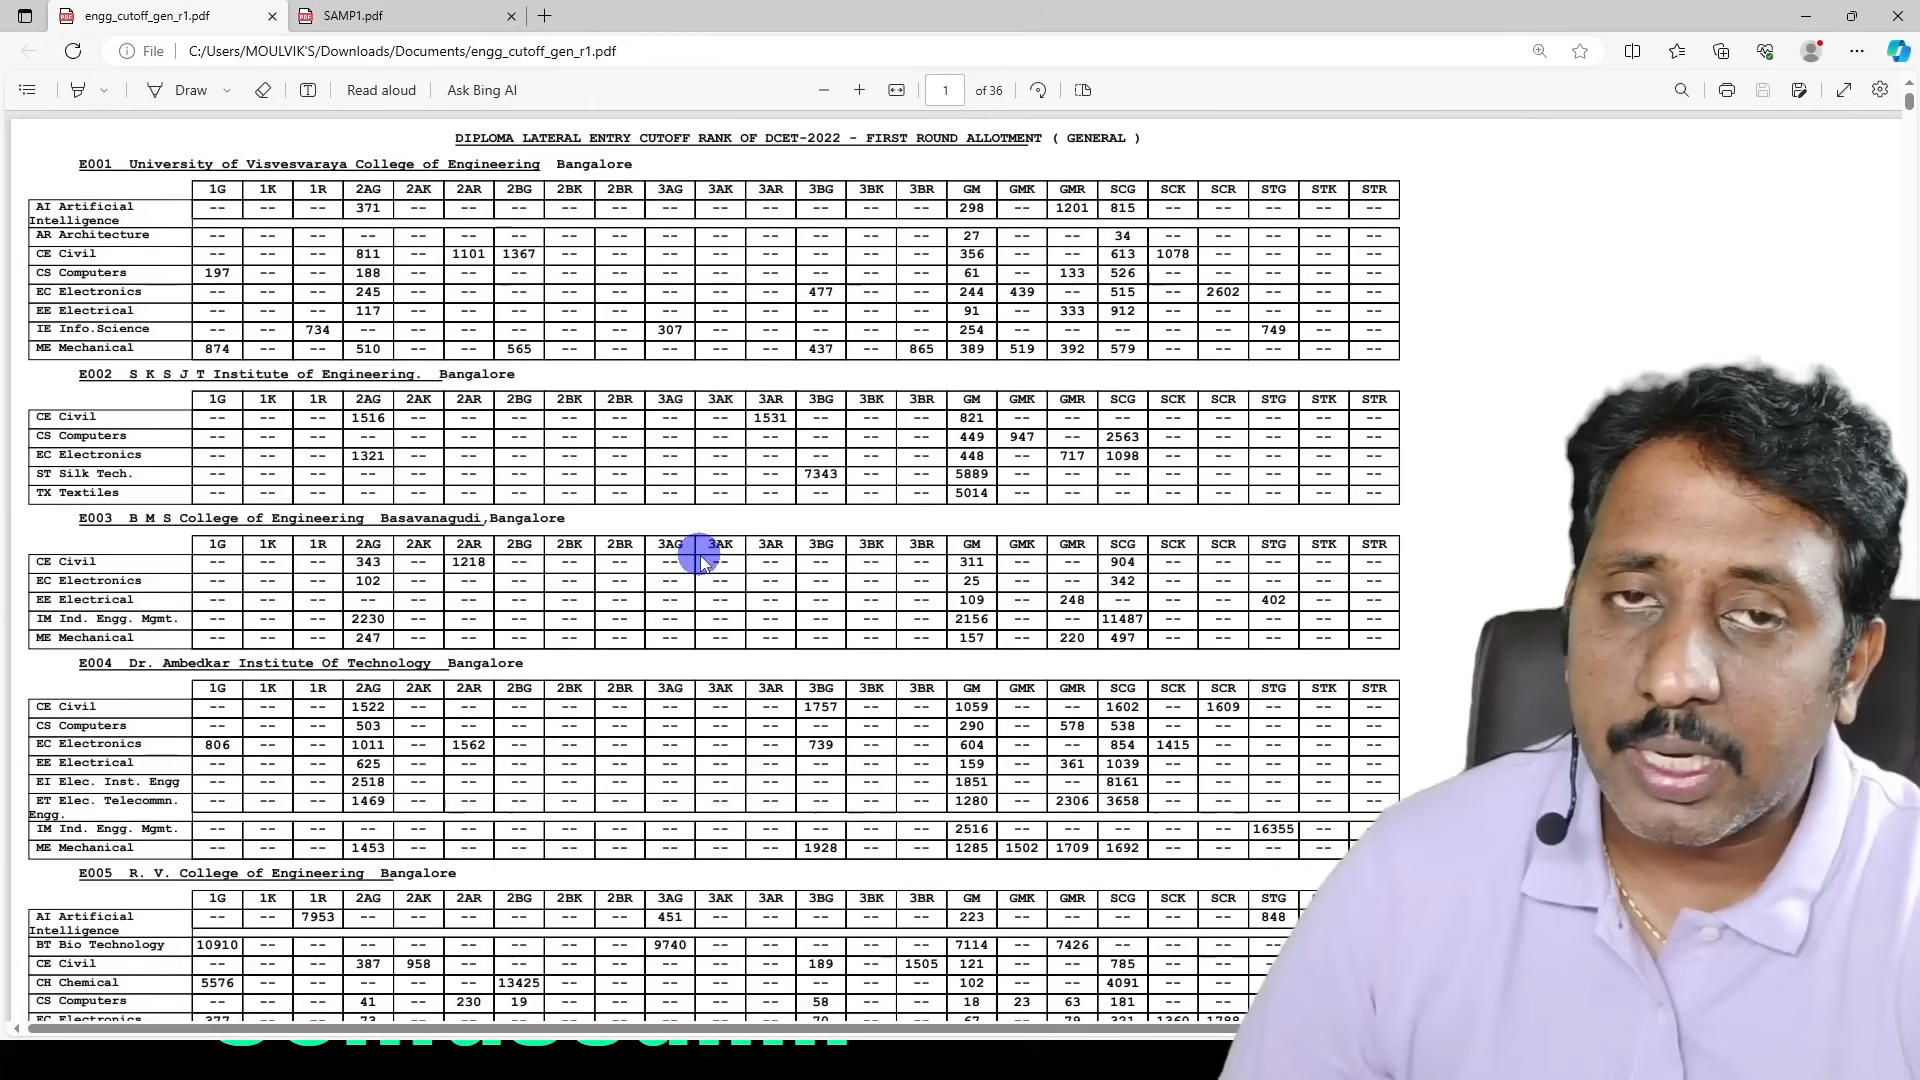 engg_cutoff_gen_r1.pdf
SAMP1.pdf
File C:/Users/MOULVIK'S/Downloads/Documents/engg_cutoff_gen_r1.pdf
Draw Read aloud Ask Bing AI 1 of 36
DIPLOMA LATERAL ENTRY CUTOFF RANK OF DCET-2022 - FIRST ROUND ALLOTMENT ( GENERAL )
E001 University of Visvesvaraya College of Engineering Bangalore
1G 1K 1R 2AG 2AK 2AR 2BG 2BK 2BR 3AG 3AK 3AR 3BG 3BK 3BR GM GMK GMR SCG SCK SCR STG STK STR
AI Artificial -- -- -- 371 -- -- -- -- -- -- -- -- -- -- -- 298 -- 1201 815 -- -- -- -- --
Intelligence
AR Architecture -- -- -- -- -- -- -- -- -- -- -- -- -- -- -- 27 -- -- 34 -- -- -- -- --
CE Civil -- -- -- 811 -- 1101 1367 -- -- -- -- -- -- -- -- 356 -- -- 613 1078 -- -- -- --
CS Computers 197 -- -- 188 -- -- -- -- -- -- -- -- -- -- -- 61 -- 133 526 -- -- -- -- --
EC Electronics -- -- -- 245 -- -- -- -- -- -- -- -- 477 -- -- 244 439 -- 515 -- 2602 -- -- --
EE Electrical -- -- -- 117 -- -- -- -- -- -- -- -- -- -- -- 91 -- 333 912 -- -- -- -- --
IE Info.Science -- -- 734 -- -- -- -- -- -- 307 -- -- -- -- -- 254 -- -- -- -- -- 749 -- --
ME Mechanical 874 -- -- 510 -- -- 565 -- -- -- -- -- 437 -- 865 389 519 392 579 -- -- -- -- --
E002 S K S J T Institute of Engineering. Bangalore
1G 1K 1R 2AG 2AK 2AR 2BG 2BK 2BR 3AG 3AK 3AR 3BG 3BK 3BR GM GMK GMR SCG SCK SCR STG STK STR
CE Civil -- -- -- 1516 -- -- -- -- -- -- -- 1531 -- -- -- 821 -- -- -- -- -- -- -- --
CS Computers -- -- -- -- -- -- -- -- -- -- -- -- -- -- -- 449 947 -- 2563 -- -- -- -- --
EC Electronics -- -- -- 1321 -- -- -- -- -- -- -- -- -- -- -- 448 -- 717 1098 -- -- -- -- --
ST Silk Tech. -- -- -- -- -- -- -- -- -- -- -- -- 7343 -- -- 5889 -- -- -- -- -- -- -- --
TX Textiles -- -- -- -- -- -- -- -- -- -- -- -- -- -- -- 5014 -- -- -- -- -- -- -- --
E003 B M S College of Engineering Basavanagudi,Bangalore
1G 1K 1R 2AG 2AK 2AR 2BG 2BK 2BR 3AG 3AK 3AR 3BG 3BK 3BR GM GMK GMR SCG SCK SCR STG STK STR
CE Civil -- -- -- 343 -- 1218 -- -- -- -- -- -- -- -- -- 311 -- -- 904 -- -- -- -- --
EC Electronics -- -- -- 102 -- -- -- -- -- -- -- -- -- -- -- 25 -- -- 342 -- -- -- -- --
EE Electrical -- -- -- -- -- -- -- -- -- -- -- -- -- -- -- 109 -- 248 -- -- -- 402 -- --
IM Ind. Engg. Mgmt. -- -- -- 2230 -- -- -- -- -- -- -- -- -- -- -- 2156 -- -- 11487 -- -- -- -- --
ME Mechanical -- -- -- 247 -- -- -- -- -- -- -- -- -- -- -- 157 -- 220 497 -- -- -- -- --
E004 Dr. Ambedkar Institute Of Technology Bangalore
1G 1K 1R 2AG 2AK 2AR 2BG 2BK 2BR 3AG 3AK 3AR 3BG 3BK 3BR GM GMK GMR SCG SCK SCR STG STK STR
CE Civil -- -- -- 1522 -- -- -- -- -- -- -- -- 1757 -- -- 1059 -- -- 1602 -- 1609 -- -- --
CS Computers -- -- -- 503 -- -- -- -- -- -- -- -- -- -- -- 290 -- 578 538 -- -- -- -- --
EC Electronics 806 -- -- 1011 -- 1562 -- -- -- -- -- -- 739 -- -- 604 -- -- 854 1415 -- -- -- --
EE Electrical -- -- -- 625 -- -- -- -- -- -- -- -- -- -- -- 159 -- 361 1039 -- -- -- -- --
EI Elec. Inst. Engg -- -- -- 2518 -- -- -- -- -- -- -- -- -- -- -- 1851 -- -- 8161 -- -- -- -- --
ET Elec. Telecommn. -- -- -- 1469 -- -- -- -- -- -- -- -- -- -- -- 1280 -- 2306 3658 -- -- -- -- --
Engg.
IM Ind. Engg. Mgmt. -- -- -- -- -- -- -- -- -- -- -- -- -- -- -- 2516 -- -- -- -- -- 16355 -- --
ME Mechanical -- -- -- 1453 -- -- -- -- -- -- -- -- 1928 -- -- 1285 1502 1709 1692 -- -- -- --
E005 R. V. College of Engineering Bangalore
1G 1K 1R 2AG 2AK 2AR 2BG 2BK 2BR 3AG 3AK 3AR 3BG 3BK 3BR GM GMK GMR SCG SCK SCR STG
AI Artificial -- -- 7953 -- -- -- -- -- -- 451 -- -- -- -- -- 223 -- -- -- -- -- 848
Intelligence
BT Bio Technology 10910 -- -- -- -- -- -- -- -- 9740 -- -- -- -- -- 7114 -- 7426 -- -- -- --
CE Civil -- -- -- 387 958 -- -- -- -- -- -- -- 189 -- 1505 121 -- -- 785 -- -- --
CH Chemical 5576 -- -- -- -- -- 13425 -- -- -- -- -- -- -- -- 102 -- -- 4091 -- -- --
CS Computers -- -- -- 41 -- 230 19 -- -- -- -- -- 58 -- -- 18 23 63 181 -- --